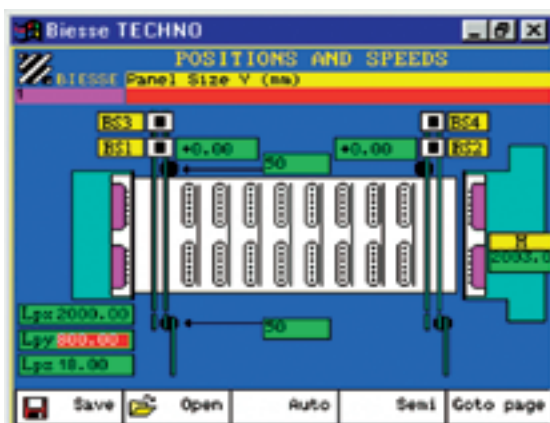 Biesse TECHNO
POSITIONS AND SPEEDS
BIESSE Panel Size Y (mm)
1
BS3 BS4
BS1 +0.00 +0.00 BS2
50
H
2003.0
Lpx 2000.00
Lpy 800.00
50
Lpz 18.00
Save Open Auto Semi Goto page